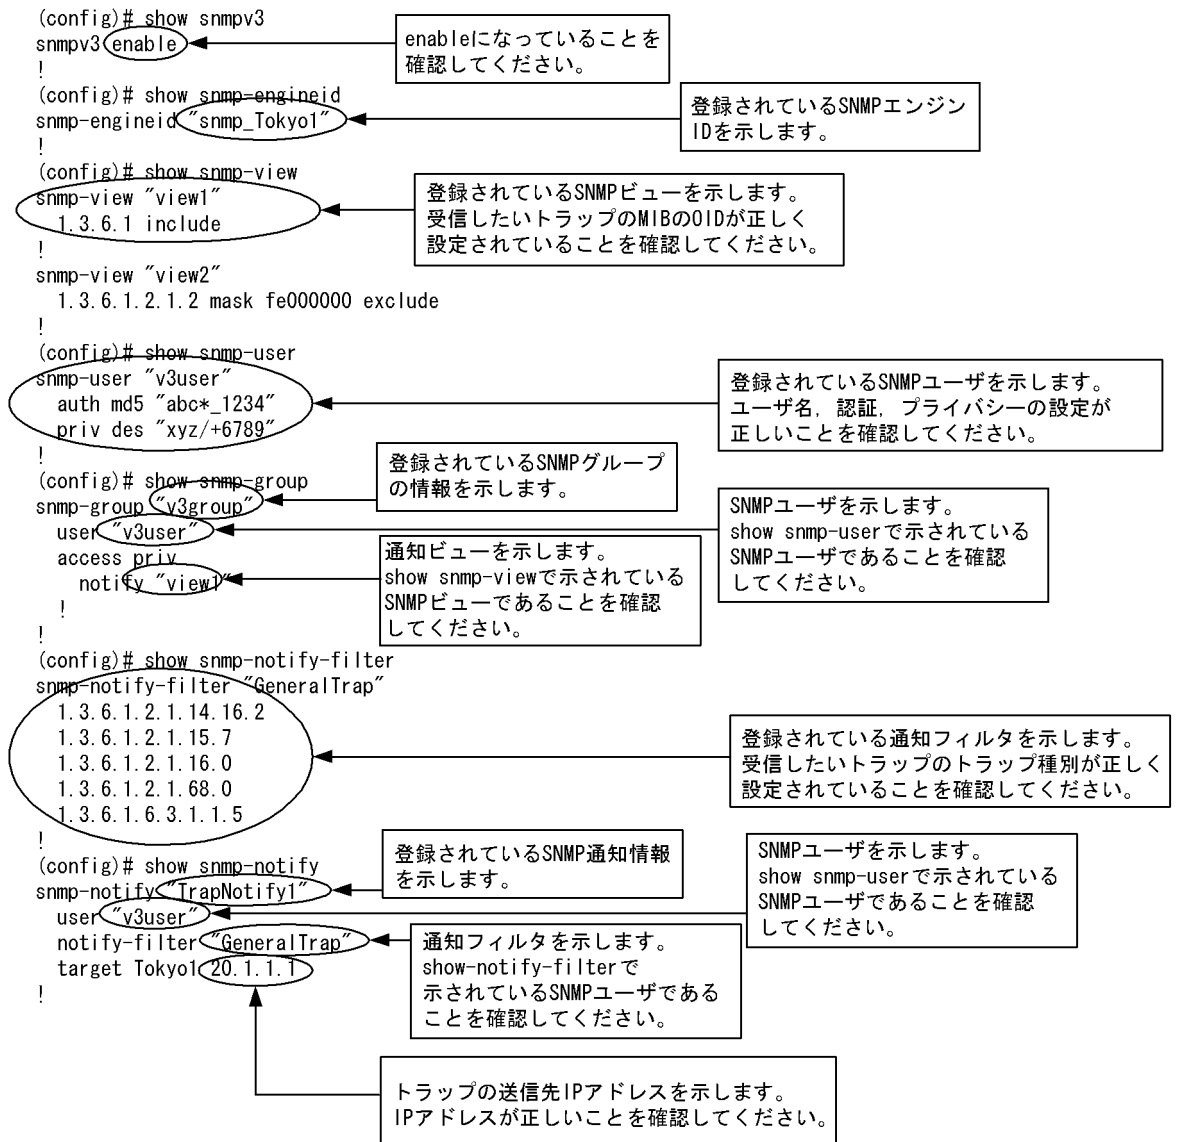 (config)# show snmpv3
snmpv3 enable
!
enableになっていることを
確認してください。
(config)# show snmp-engineid
snmp-engineid "snmp_Tokyo1"
!
登録されているSNMPエンジン
IDを示します。
(config)# show snmp-view
snmp-view "view1"
1.3.6.1 include
!
登録されているSNMPビューを示します。
受信したいトラップのMIBのOIDが正しく
設定されていることを確認してください。
snmp-view "view2"
1.3.6.1.2.1.2 mask fe000000 exclude
!
(config)# show snmp-user
snmp-user "v3user"
auth md5 "abc*_1234"
priv des "xyz/+6789"
!
登録されているSNMPユーザを示します。
ユーザ名，認証，プライバシーの設定が
正しいことを確認してください。
(config)# show snmp-group
snmp-group "v3group"
user "v3user"
access priv
notify "view1"
!
!
登録されているSNMPグループ
の情報を示します。
SNMPユーザを示します。
show snmp-userで示されている
SNMPユーザであることを確認
してください。
通知ビューを示します。
show snmp-viewで示されている
SNMPビューであることを確認
してください。
(config)# show snmp-notify-filter
snmp-notify-filter "GeneralTrap"
1.3.6.1.2.1.14.16.2
1.3.6.1.2.1.15.7
1.3.6.1.2.1.16.0
1.3.6.1.2.1.68.0
1.3.6.1.6.3.1.1.5
!
登録されている通知フィルタを示します。
受信したいトラップのトラップ種別が正しく
設定されていることを確認してください。
(config)# show snmp-notify
snmp-notify "TrapNotify1"
user "v3user"
notify-filter "GeneralTrap"
target Tokyo1 20.1.1.1
!
登録されているSNMP通知情報
を示します。
SNMPユーザを示します。
show snmp-userで示されている
SNMPユーザであることを確認
してください。
通知フィルタを示します。
show-notify-filterで
示されているSNMPユーザである
ことを確認してください。
トラップの送信先IPアドレスを示します。
IPアドレスが正しいことを確認してください。